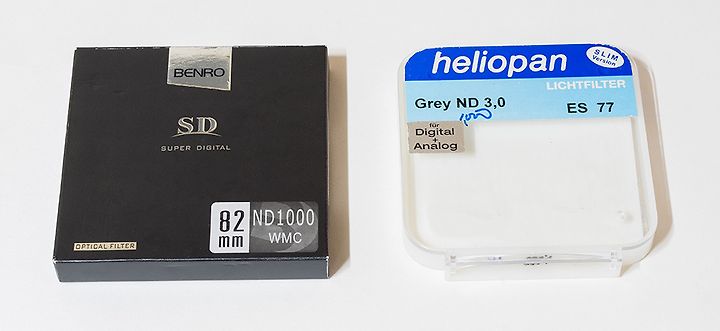 BENRO
SD
SUPER DIGITAL
82
mm
ND1000
WMC
OPTICAL FILTER
heliopan
SLIM
Version
LICHTFILTER
Grey ND 3,0
1000
ES 77
für
Digital
+
Analog